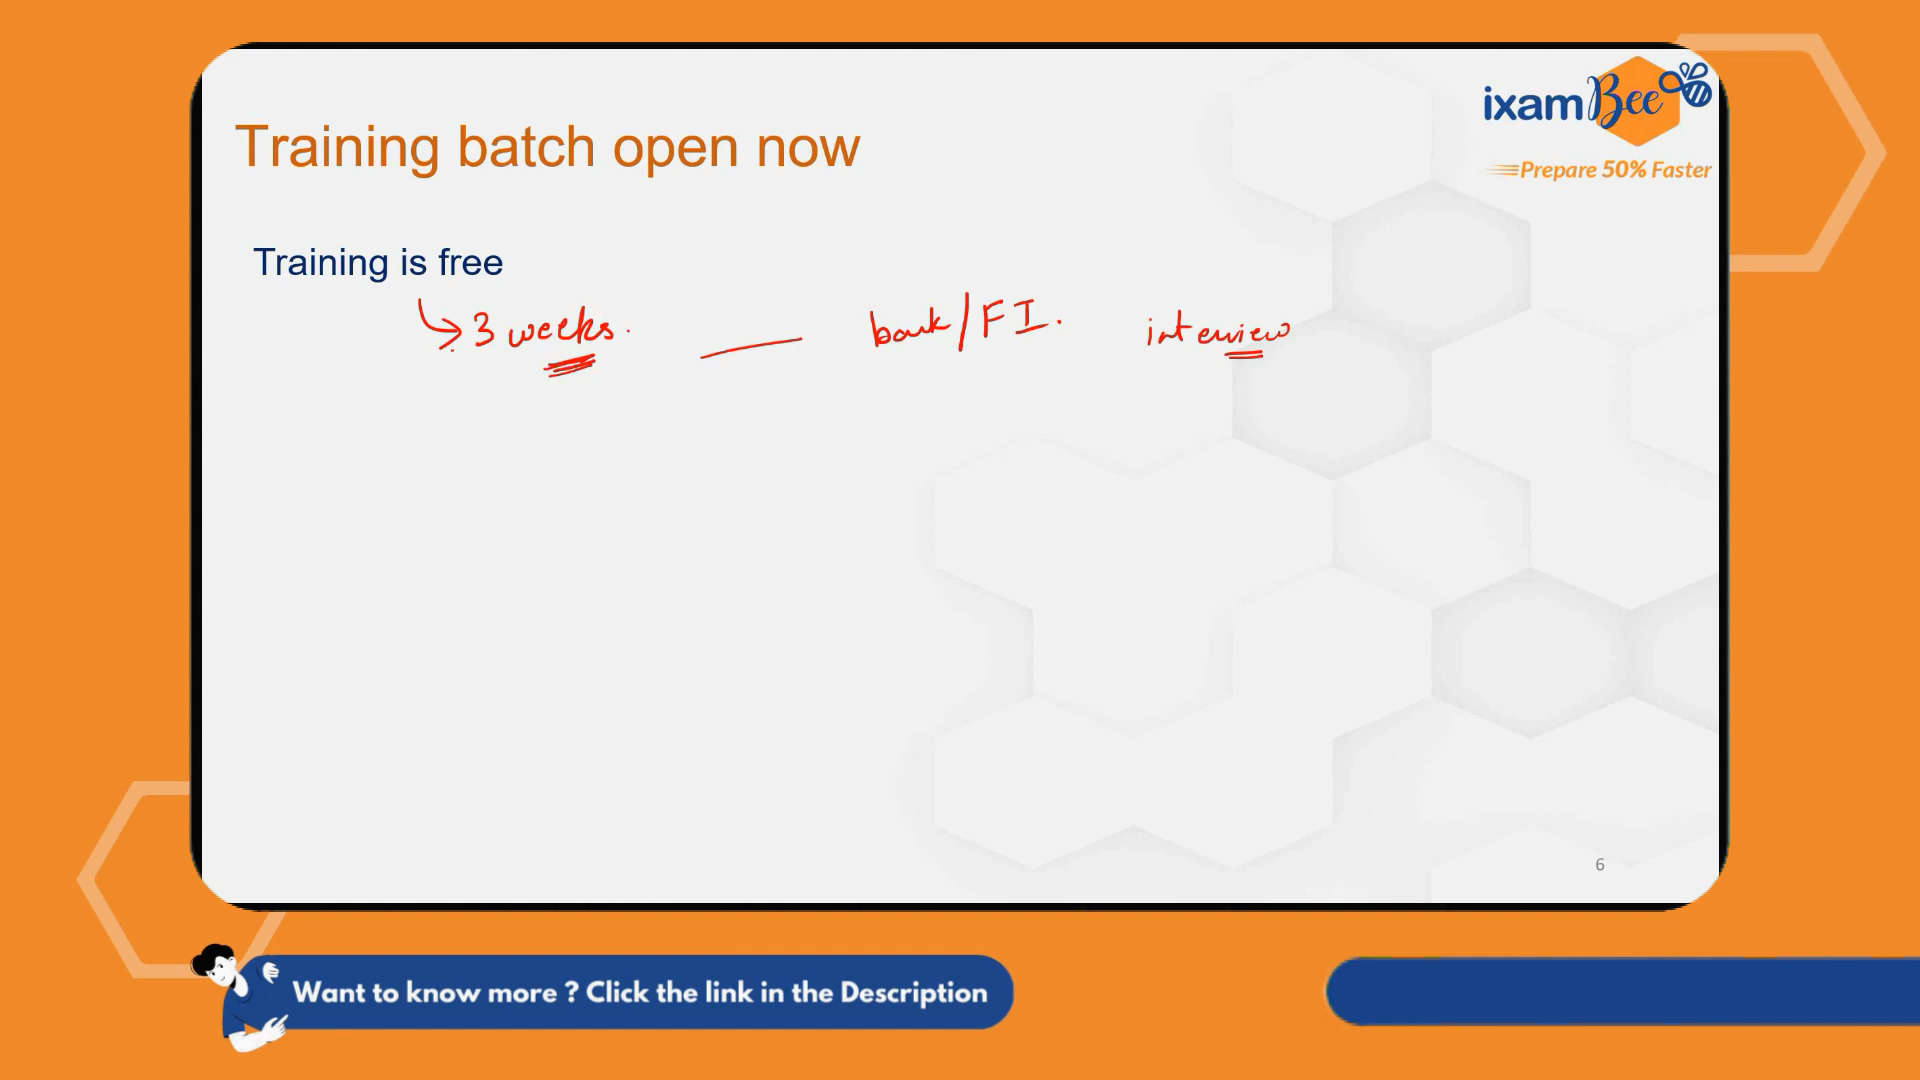 ixamBee
Prepare 50% Faster
Training batch open now
Training is free
3 weeks. bank/FI. interview
6
Want to know more ? Click the link in the Description